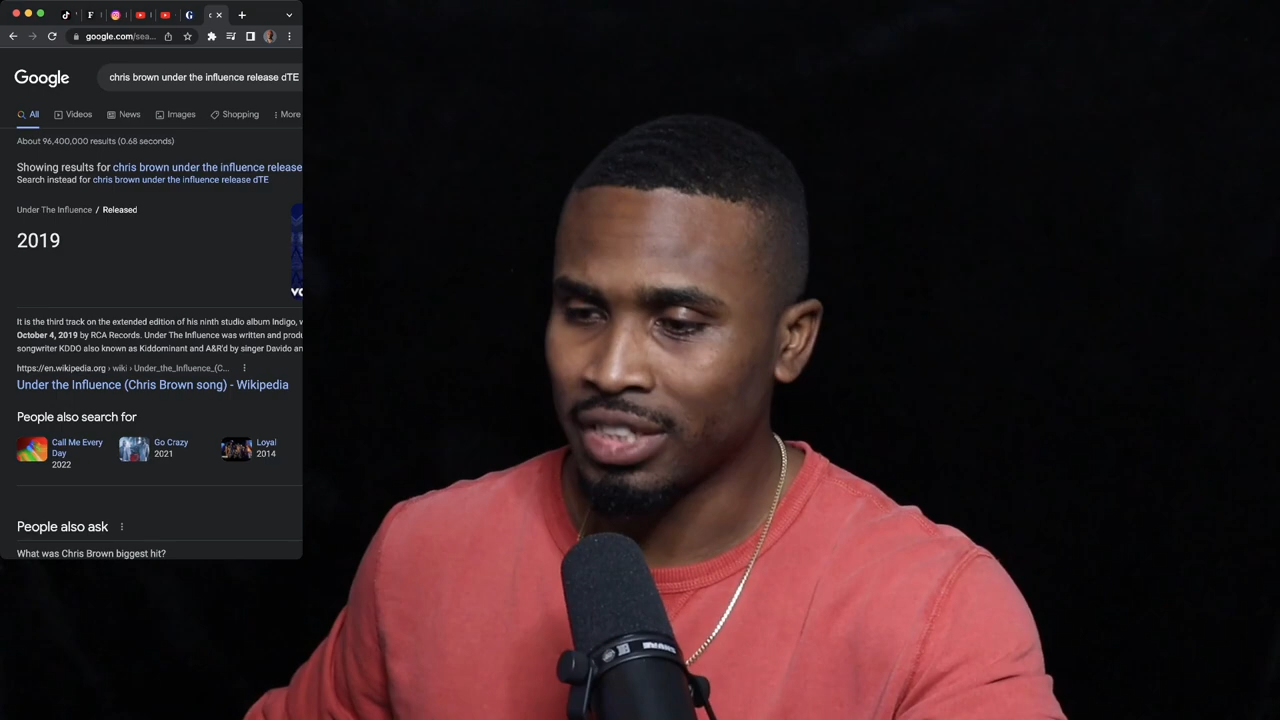 google.com/sea...
Google
chris brown under the influence release dTE
All
Videos
News
Images
Shopping
More
About 96,400,000 results (0.68 seconds)
Showing results for chris brown under the influence release
Search instead for chris brown under the influence release dTE
Under The Influence / Released
2019
It is the third track on the extended edition of his ninth studio album Indigo,
October 4, 2019 by RCA Records. Under The Influence was written and
songwriter KDDO also known as Kiddominant and A&R'd by singer Davido
https://en.wikipedia.org › wiki › Under_the_Influence_(C...
Under the Influence (Chris Brown song) - Wikipedia
People also search for
Call Me Every
Day
2022
Go Crazy
2021
Loyal
2014
People also ask
What was Chris Brown biggest hit?